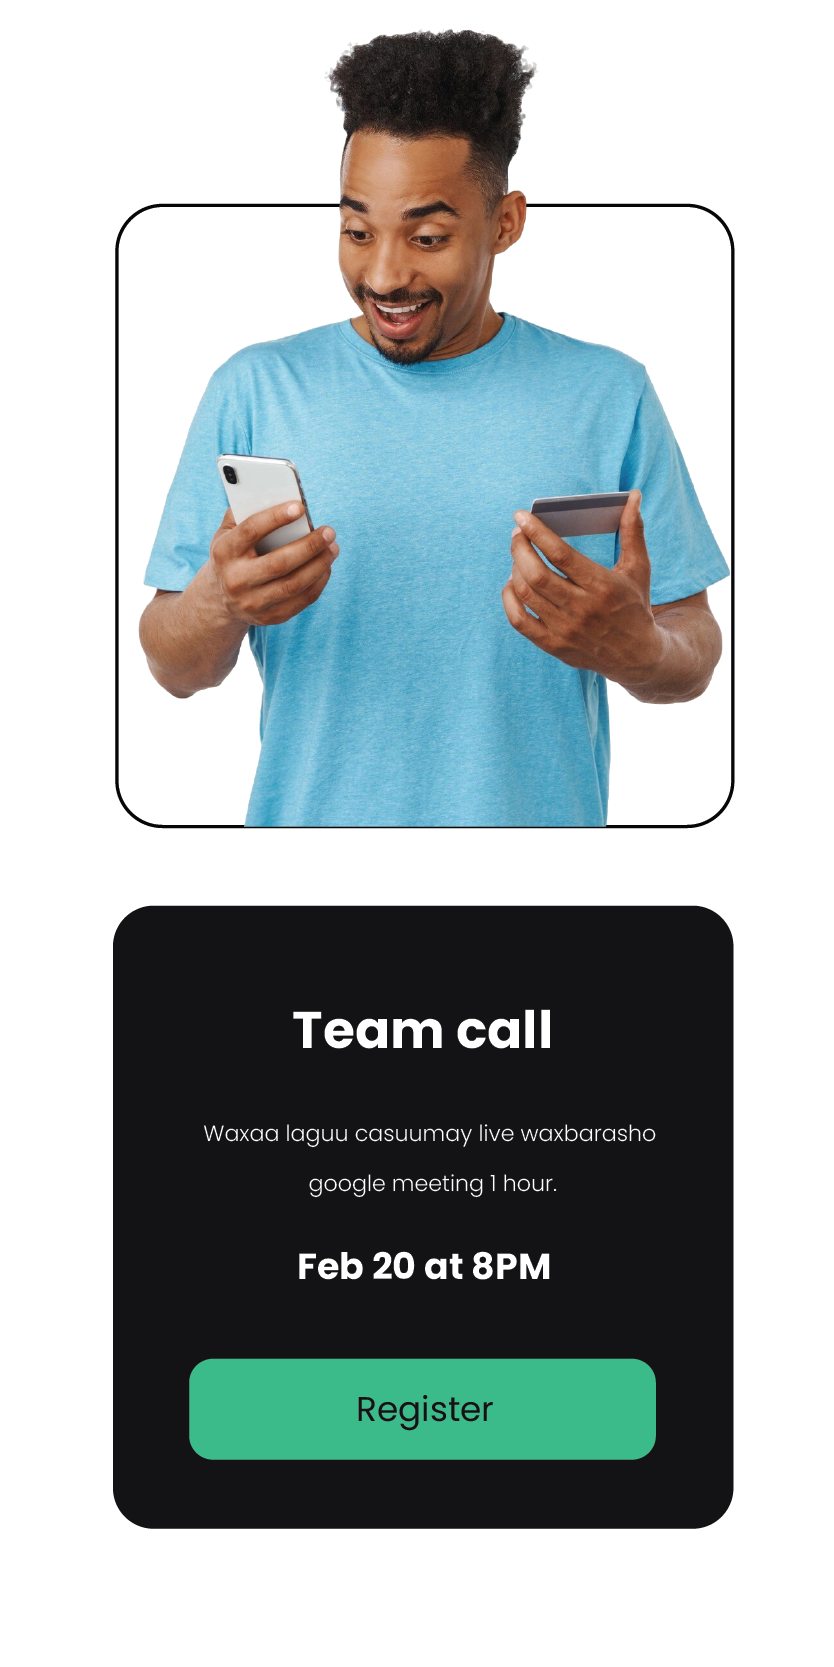 Team call
Waxaa laguu casuumay live waxbarasho
google meeting 1 hour.
Feb 20 at 8PM
Register